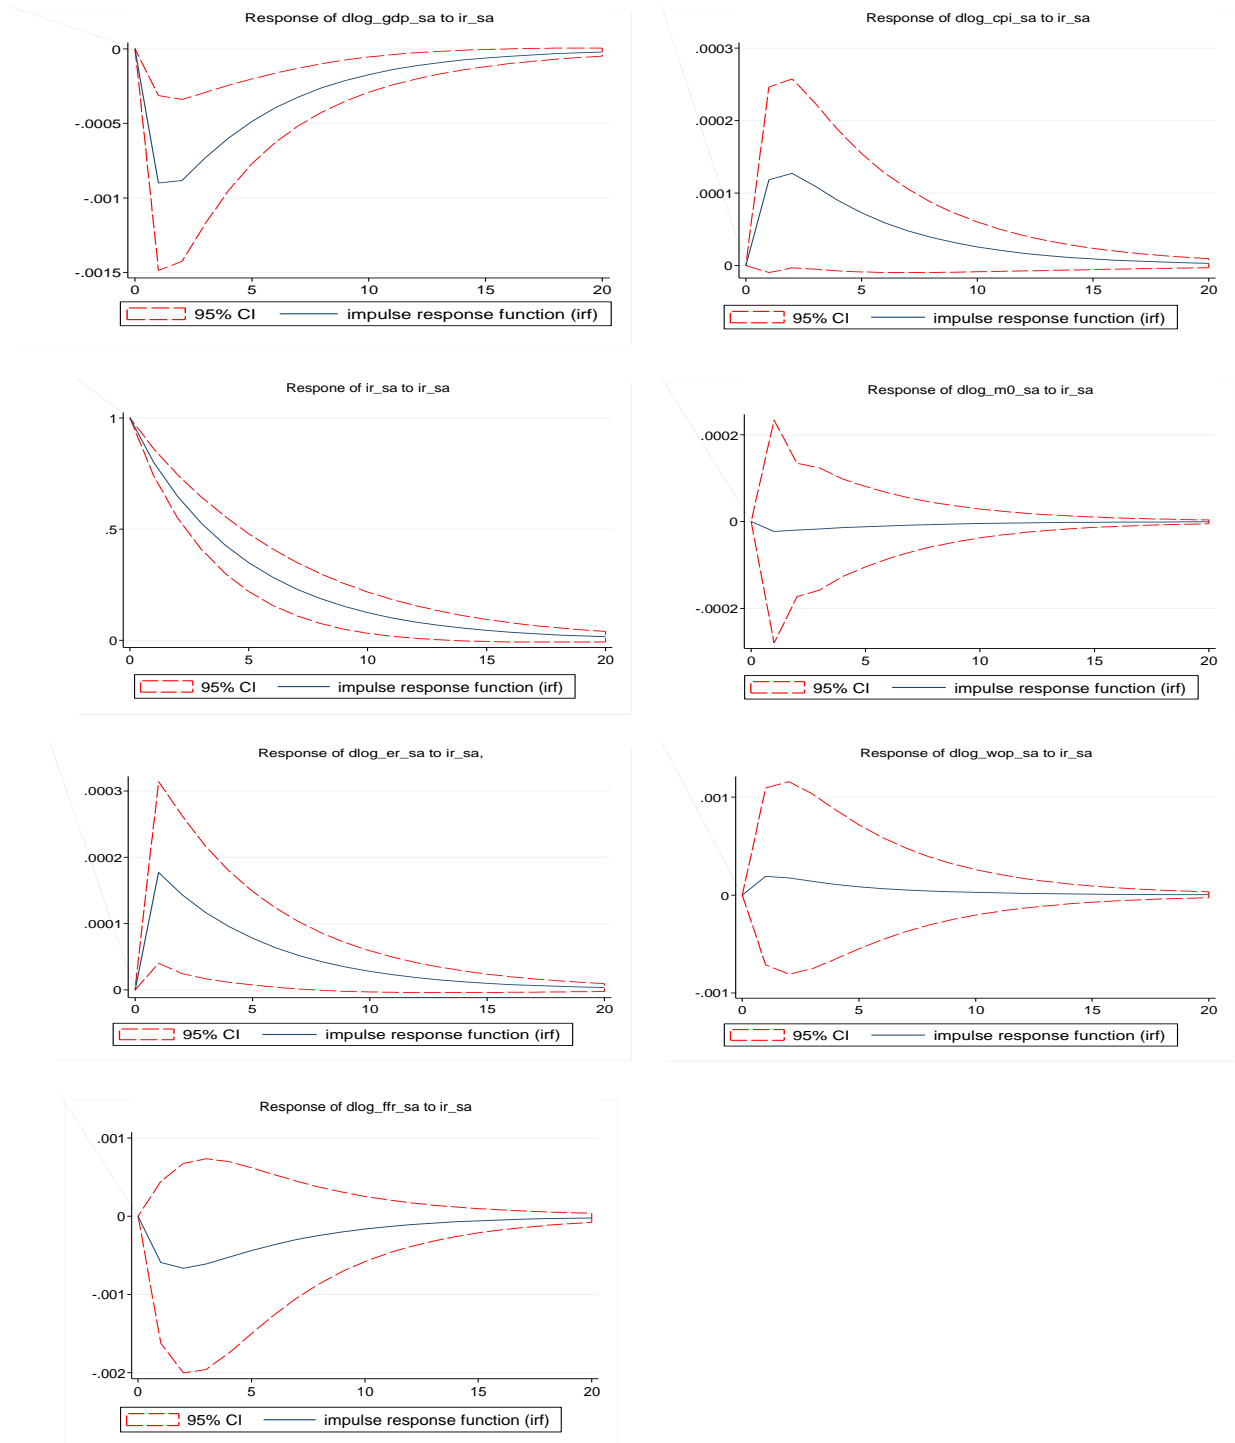 Response of dlog_gdp_sa to ir_sa
0
-.0005
-.001
-.0015
0 5 10 15 20
95% CI impulse response function (irf)
Response of dlog_cpi_sa to ir_sa
.0003
.0002
.0001
0
0 5 10 15 20
95% CI impulse response function (irf)
Respone of ir_sa to ir_sa
1
.5
0
0 5 10 15 20
95% CI impulse response function (irf)
Response of dlog_m0_sa to ir_sa
.0002
0
-.0002
0 5 10 15 20
95% CI impulse response function (irf)
Response of dlog_er_sa to ir_sa,
.0003
.0002
.0001
0
0 5 10 15 20
95% CI impulse response function (irf)
Response of dlog_wop_sa to ir_sa
.001
0
-.001
0 5 10 15 20
95% CI impulse response function (irf)
Response of dlog_ffr_sa to ir_sa
.001
0
-.001
-.002
0 5 10 15 20
95% CI impulse response function (irf)